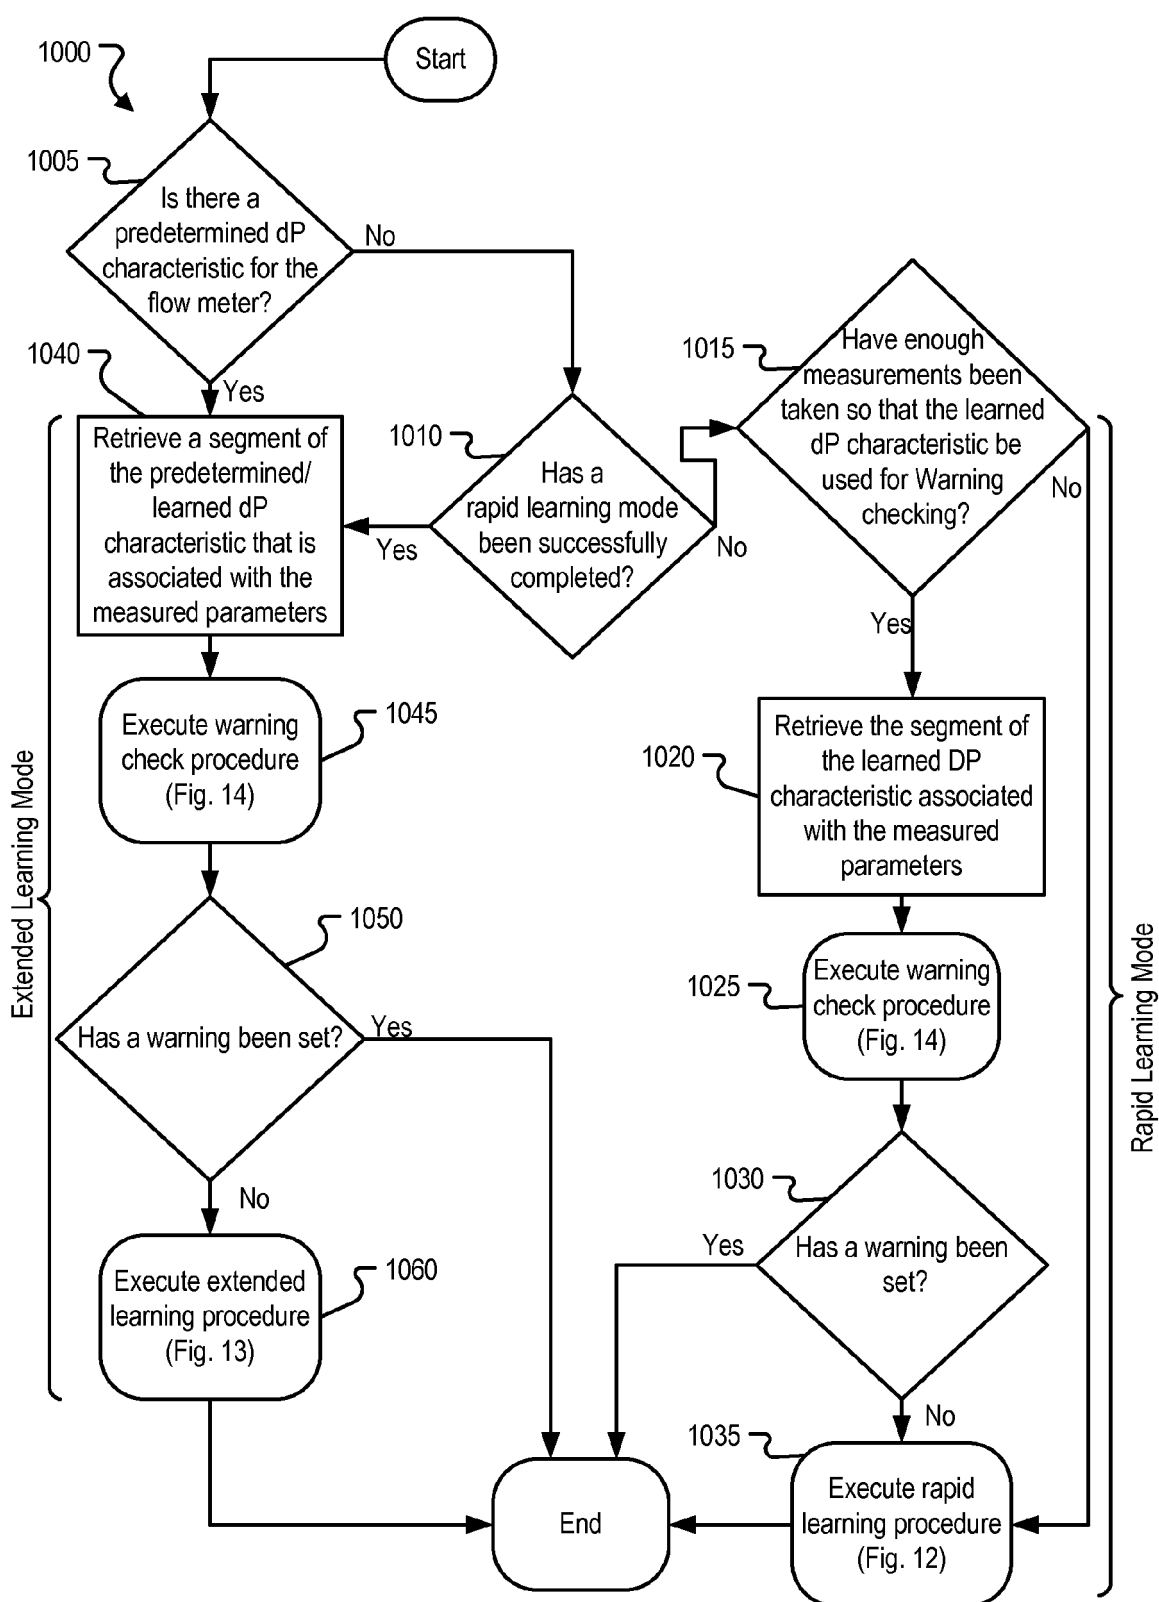 1000
Start
1005
Is there a
predetermined dP
characteristic for the
flow meter?
No
Yes
1040
Retrieve a segment of
the predetermined/
learned dP
characteristic that is
associated with the
measured parameters
1010
Has a
rapid learning mode
been successfully
completed?
Yes
No
1015
Have enough
measurements been
taken so that the learned
dP characteristic be
used for Warning
checking?
No
Yes
1045
Execute warning
check procedure
(Fig. 14)
1020
Retrieve the segment of
the learned DP
characteristic associated
with the measured
parameters
Extended Learning Mode
1050
Has a warning been set?
Yes
No
1025
Execute warning
check procedure
(Fig. 14)
Rapid Learning Mode
1030
Has a warning been
set?
Yes
No
1060
Execute extended
learning procedure
(Fig. 13)
1035
Execute rapid
learning procedure
(Fig. 12)
End